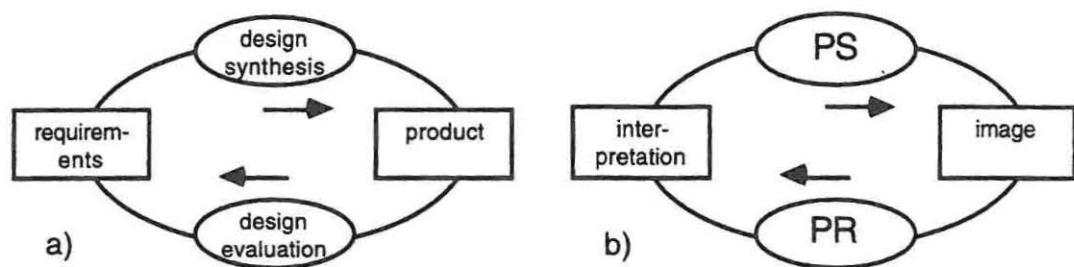 design
synthesis
requirem-
ents
product
design
evaluation
a)
PS
inter-
pretation
image
PR
b)